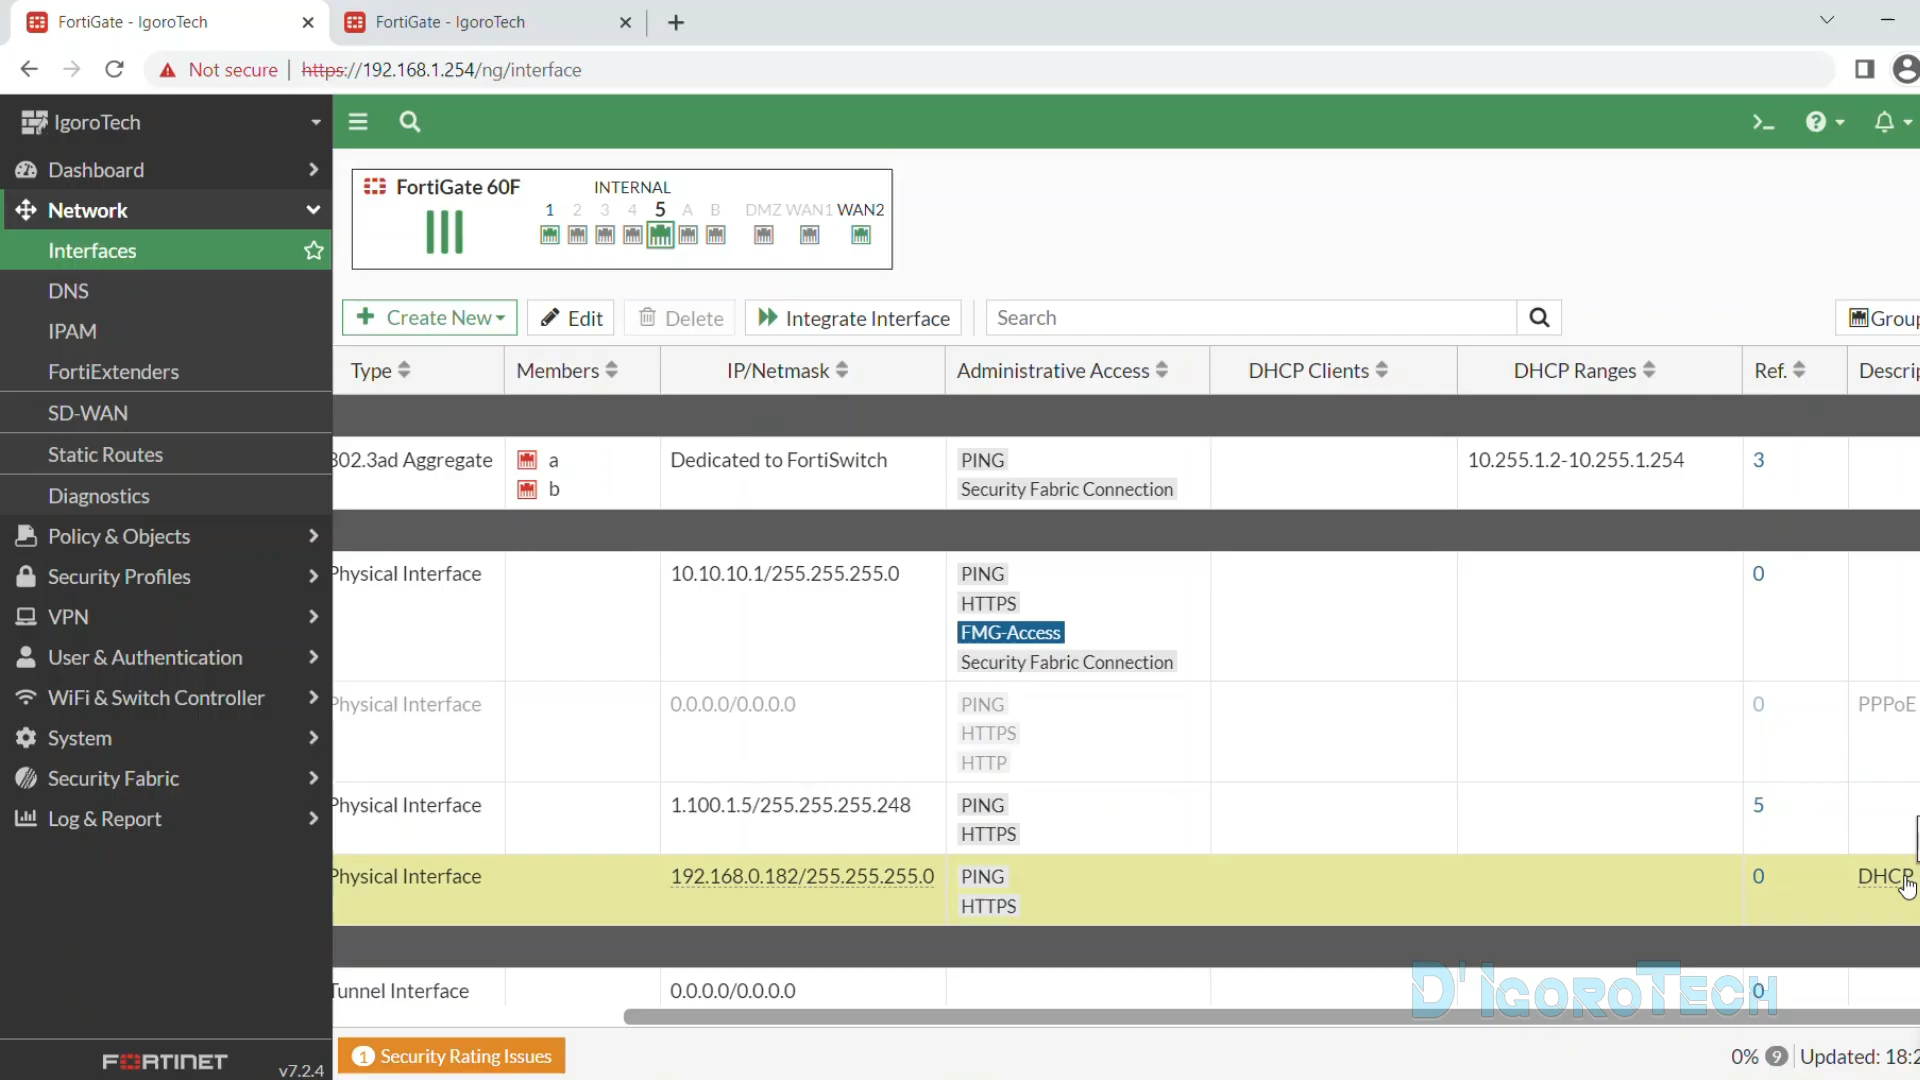 FortiGate - IgoroTech
FortiGate - IgoroTech
Not secure | https://192.168.1.254/ng/interface
IgoroTech
Dashboard
Network
Interfaces
DNS
IPAM
FortiExtenders
SD-WAN
Static Routes
Diagnostics
Policy & Objects
Security Profiles
VPN
User & Authentication
WiFi & Switch Controller
System
Security Fabric
Log & Report
FORTINET
v7.2.4
FortiGate 60F
INTERNAL
1 2 3 4 5 A B DMZ WAN1 WAN2
Create New Edit Delete Integrate Interface Search Group
Type Members IP/Netmask Administrative Access DHCP Clients DHCP Ranges Ref. Descrip
802.3ad Aggregate a Dedicated to FortiSwitch PING 10.255.1.2-10.255.1.254 3
b Security Fabric Connection
Physical Interface 10.10.10.1/255.255.255.0 PING 0
HTTPS
FMG-Access
Security Fabric Connection
Physical Interface 0.0.0.0/0.0.0.0 PING 0 PPPoE
HTTPS
HTTP
Physical Interface 1.100.1.5/255.255.255.248 PING 5
HTTPS
Physical Interface 192.168.0.182/255.255.255.0 PING 0 DHCP
HTTPS
Tunnel Interface 0.0.0.0/0.0.0.0 0
D'IGOROTECH
1 Security Rating Issues
0% 9 Updated: 18:2